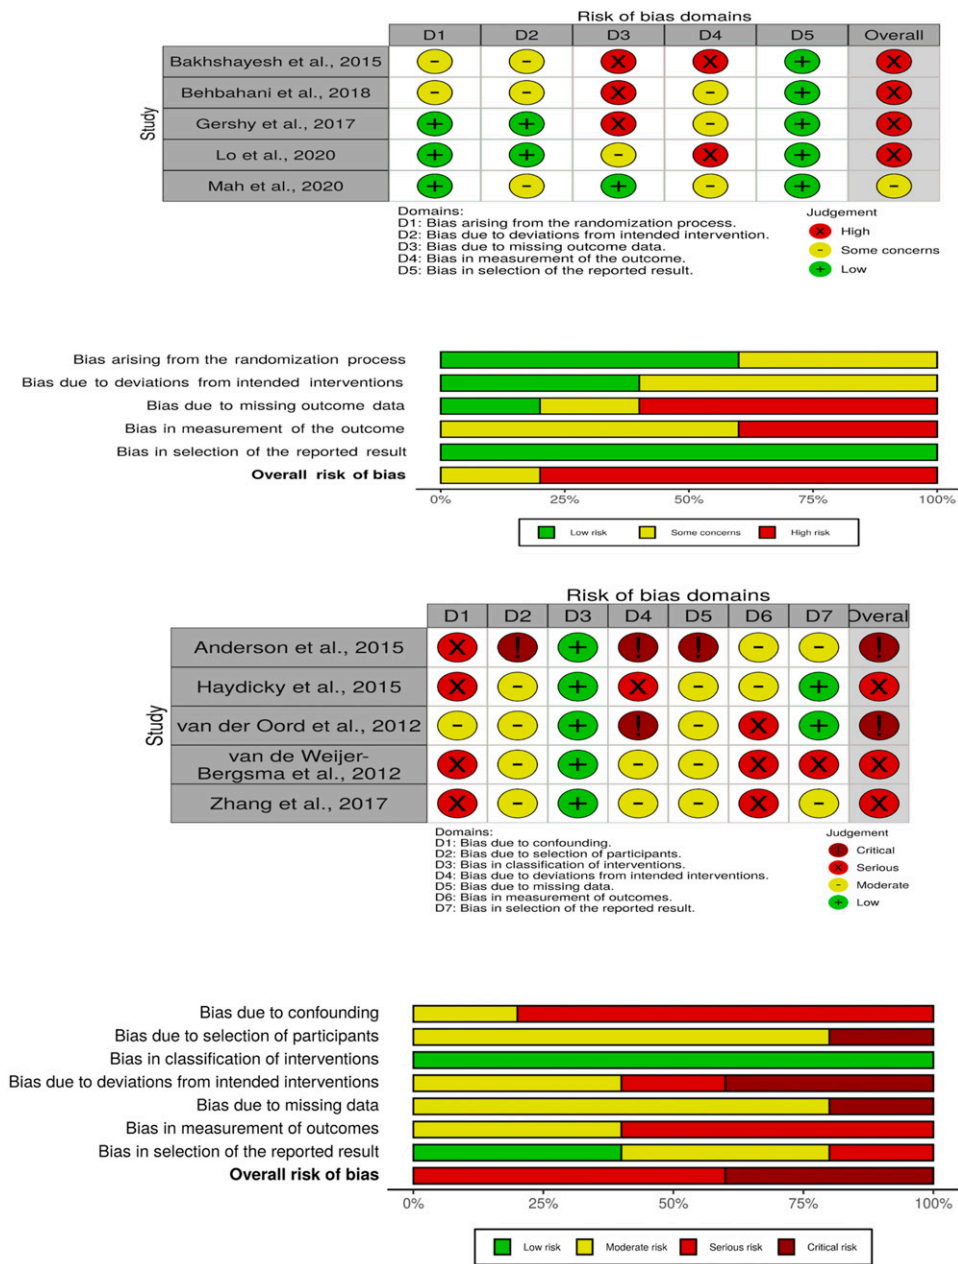 Risk of bias domains
D1 D2 D3 D4 D5 Overall
Study
Bakhshayesh et al., 2015 - - X X + X
Behbahani et al., 2018 - - X - + X
Gershy et al., 2017 + + X - + X
Lo et al., 2020 + + - X + X
Mah et al., 2020 + - + - + -
Domains:
D1: Bias arising from the randomization process.
D2: Bias due to deviations from intended intervention.
D3: Bias due to missing outcome data.
D4: Bias in measurement of the outcome.
D5: Bias in selection of the reported result.
Judgement
X High
- Some concerns
+ Low
Bias arising from the randomization process
Bias due to deviations from intended interventions
Bias due to missing outcome data
Bias in measurement of the outcome
Bias in selection of the reported result
Overall risk of bias
0% 25% 50% 75% 100%
Low risk Some concerns High risk
Risk of bias domains
D1 D2 D3 D4 D5 D6 D7 Overall
Study
Anderson et al., 2015 X ! + ! ! - - !
Haydicky et al., 2015 X - + X - - + X
van der Oord et al., 2012 - - + ! - X + !
van de Weijer-
Bergsma et al., 2012 X - + - - X X X
Zhang et al., 2017 X - + - - X - X
Domains:
D1: Bias due to confounding.
D2: Bias due to selection of participants.
D3: Bias in classification of interventions.
D4: Bias due to deviations from intended interventions.
D5: Bias due to missing data.
D6: Bias in measurement of outcomes.
D7: Bias in selection of the reported result.
Judgement
! Critical
X Serious
- Moderate
+ Low
Bias due to confounding
Bias due to selection of participants
Bias in classification of interventions
Bias due to deviations from intended interventions
Bias due to missing data
Bias in measurement of outcomes
Bias in selection of the reported result
Overall risk of bias
0% 25% 50% 75% 100%
Low risk Moderate risk Serious risk Critical risk